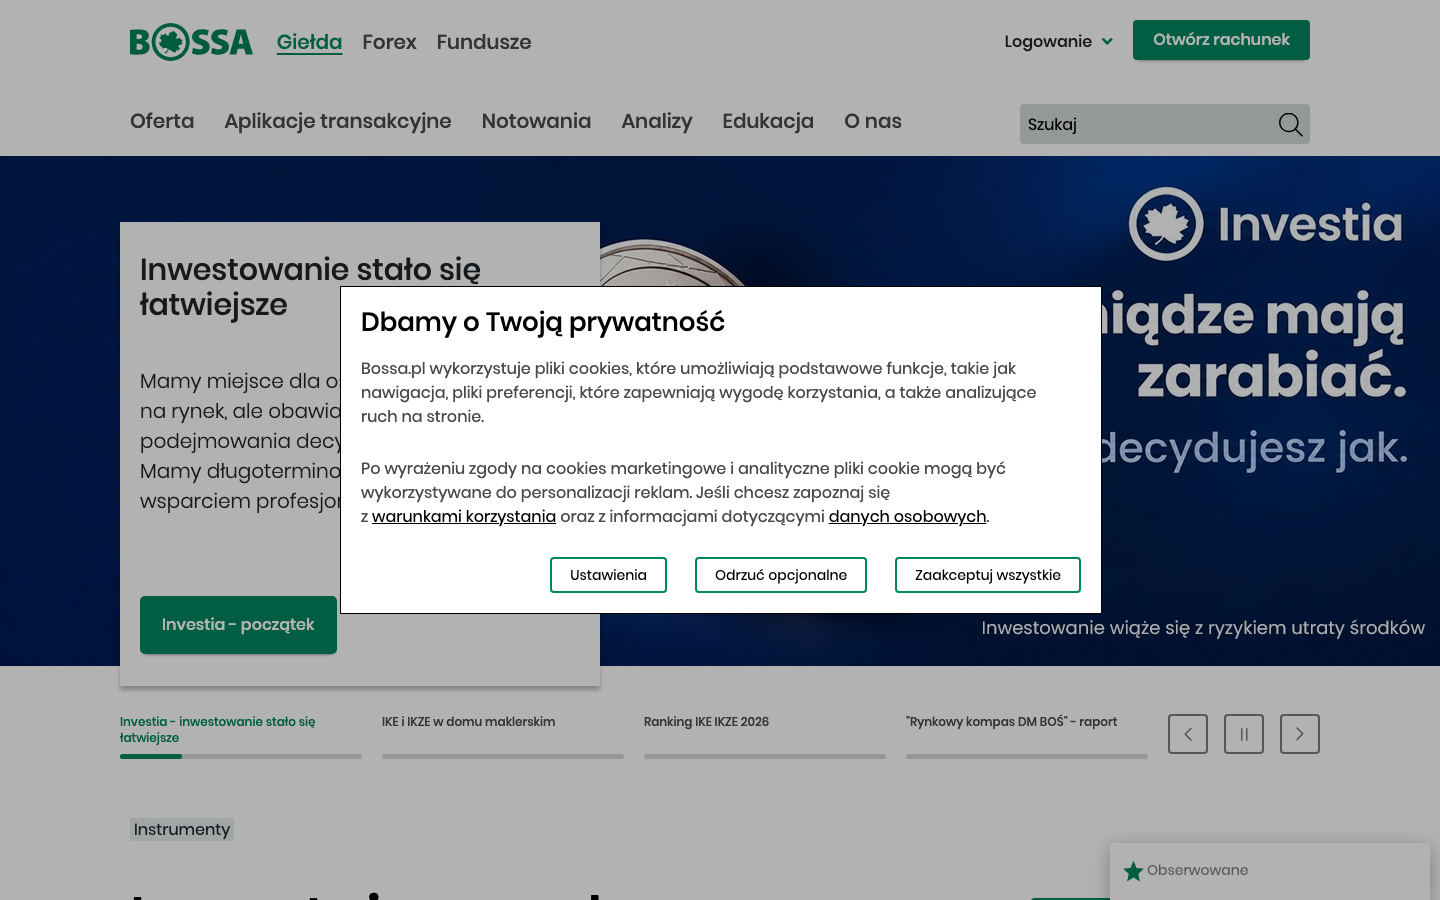 BOSSA
Giełda
Forex
Fundusze
Logowanie
Otwórz rachunek
Oferta
Aplikacje transakcyjne
Notowania
Analizy
Edukacja
O nas
Szukaj
Investia
Inwestowanie stało się
łatwiejsze
mają
zarabiać.
decydujesz jak.
Mamy miejsce dla
na rynek, ale
podejmowania
Mamy
wsparciem
Investia - początek
Inwestowanie wiąże się z ryzykiem utraty środków
Dbamy o Twoją prywatność
Bossa.pl wykorzystuje pliki cookies, które umożliwiają podstawowe funkcje, takie jak
nawigacja, pliki preferencji, które zapewniają wygodę korzystania, a także analizujące
ruch na stronie.
Po wyrażeniu zgody na cookies marketingowe i analityczne pliki cookie mogą być
wykorzystywane do personalizacji reklam. Jeśli chcesz zapoznaj się
z warunkami korzystania oraz z informacjami dotyczącymi danych osobowych.
Ustawienia
Odrzuć opcjonalne
Zaakceptuj wszystkie
Investia - inwestowanie stało się
łatwiejsze
IKE i IKZE w domu maklerskim
Ranking IKE IKZE 2026
"Rynkowy kompas DM BOŚ" - raport
Instrumenty
Obserwowane